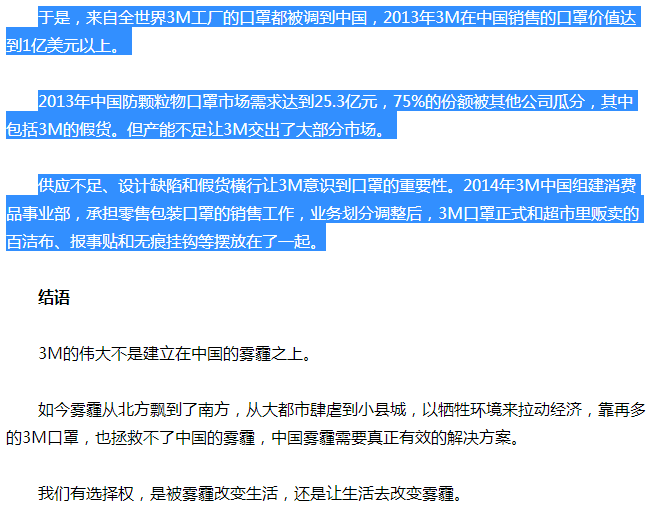 于是，来自全世界3M工厂的口罩都被调到中国，2013年3M在中国销售的口罩价值达
到1亿美元以上。
2013年中国防颗粒物口罩市场需求达到25.3亿元，75%的份额被其他公司瓜分，其中
包括3M的假货。但产能不足让3M交出了大部分市场。
供应不足、设计缺陷和假货横行让3M意识到口罩的重要性。2014年3M中国组建消费
品事业部，承担零售包装口罩的销售工作，业务划分调整后，3M口罩正式和超市里贩卖的
百洁布、报事贴和无痕挂钩等摆放在了一起。
结语
3M的伟大不是建立在中国的雾霾之上。
如今雾霾从北方飘到了南方，从大都市肆虐到小县城，以牺牲环境来拉动经济，靠再多
的3M口罩，也拯救不了中国的雾霾，中国雾霾需要真正有效的解决方案。
我们有选择权，是被雾霾改变生活，还是让生活去改变雾霾。